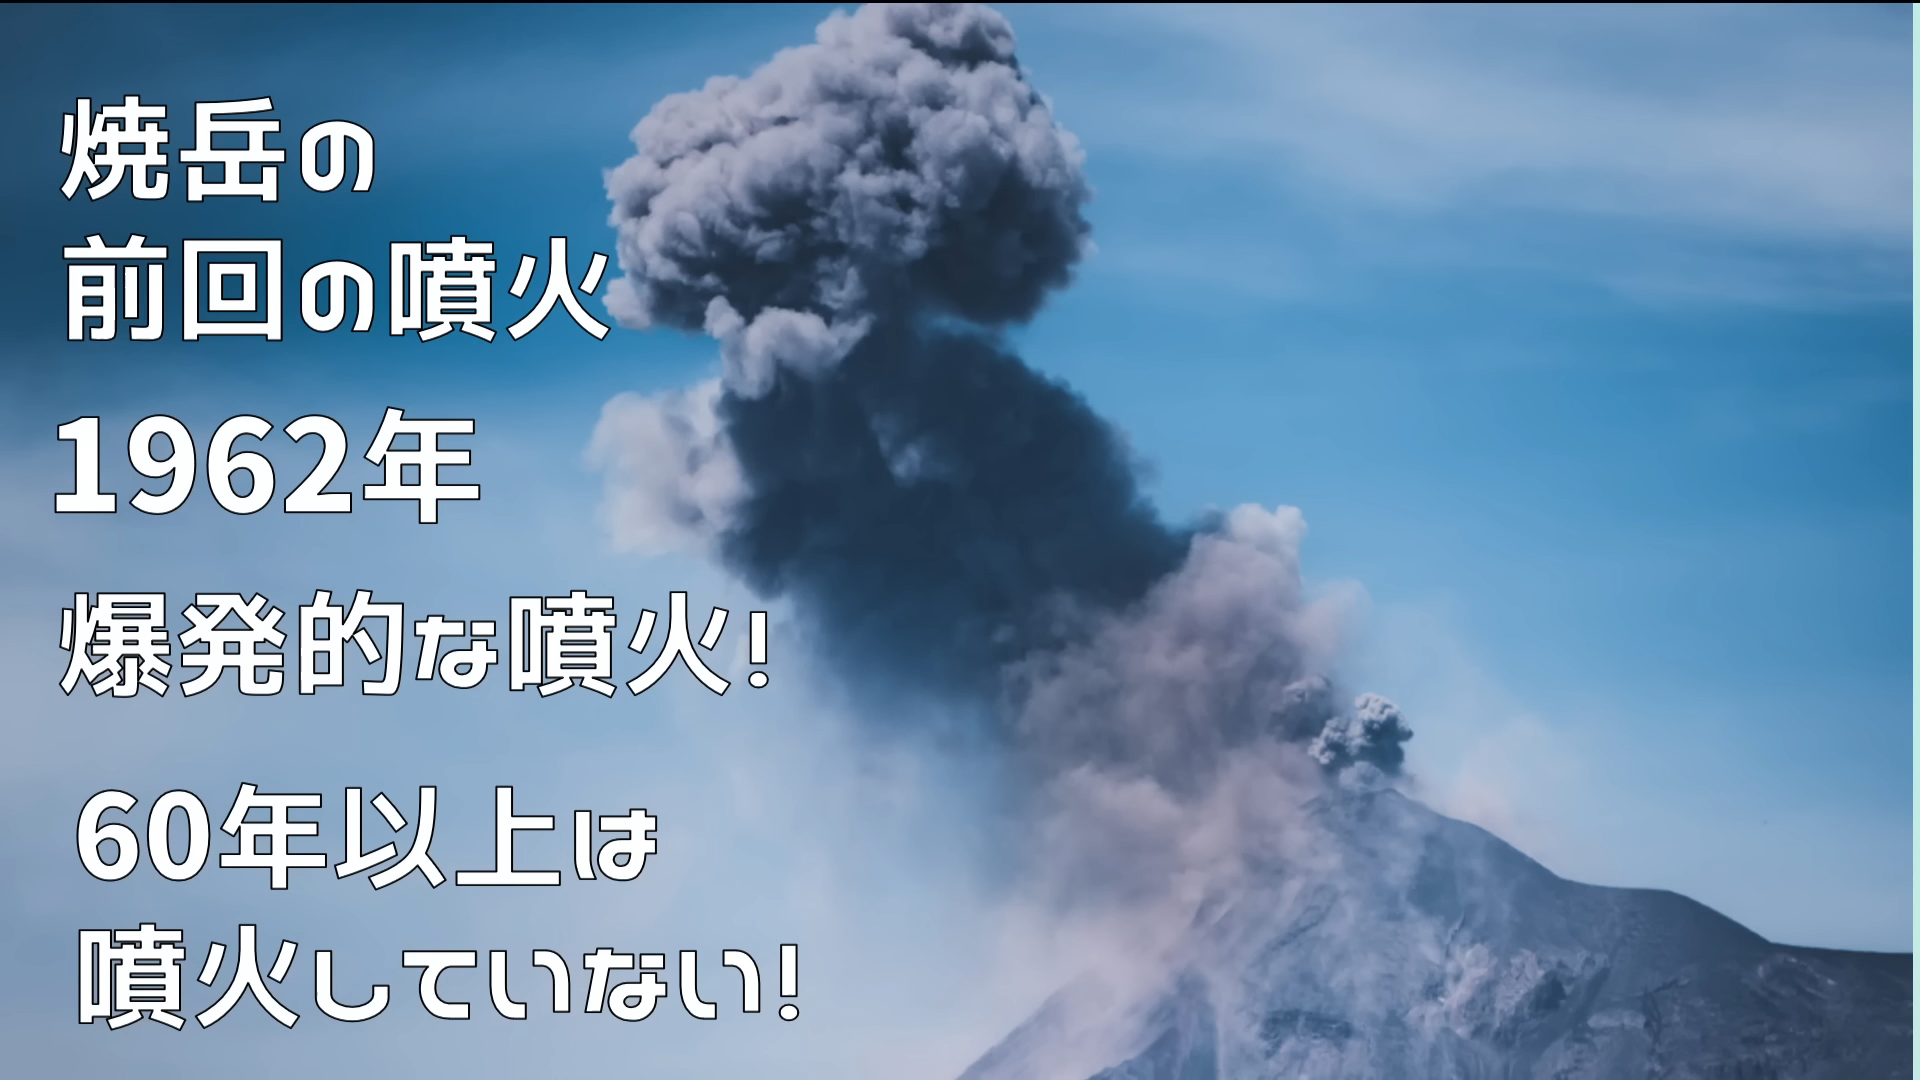 焼岳の
前回の噴火
1962年
爆発的な噴火!
60年以上は
噴火していない!